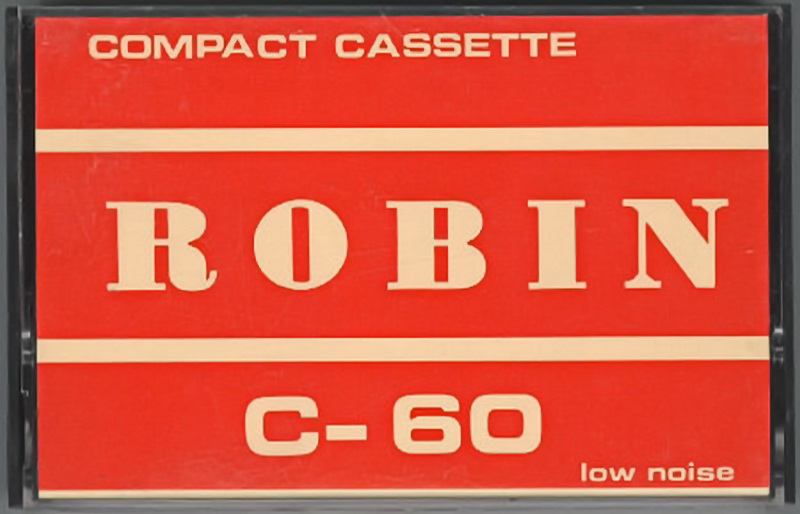 COMPACT CASSETTE
ROBIN
C-60
low noise